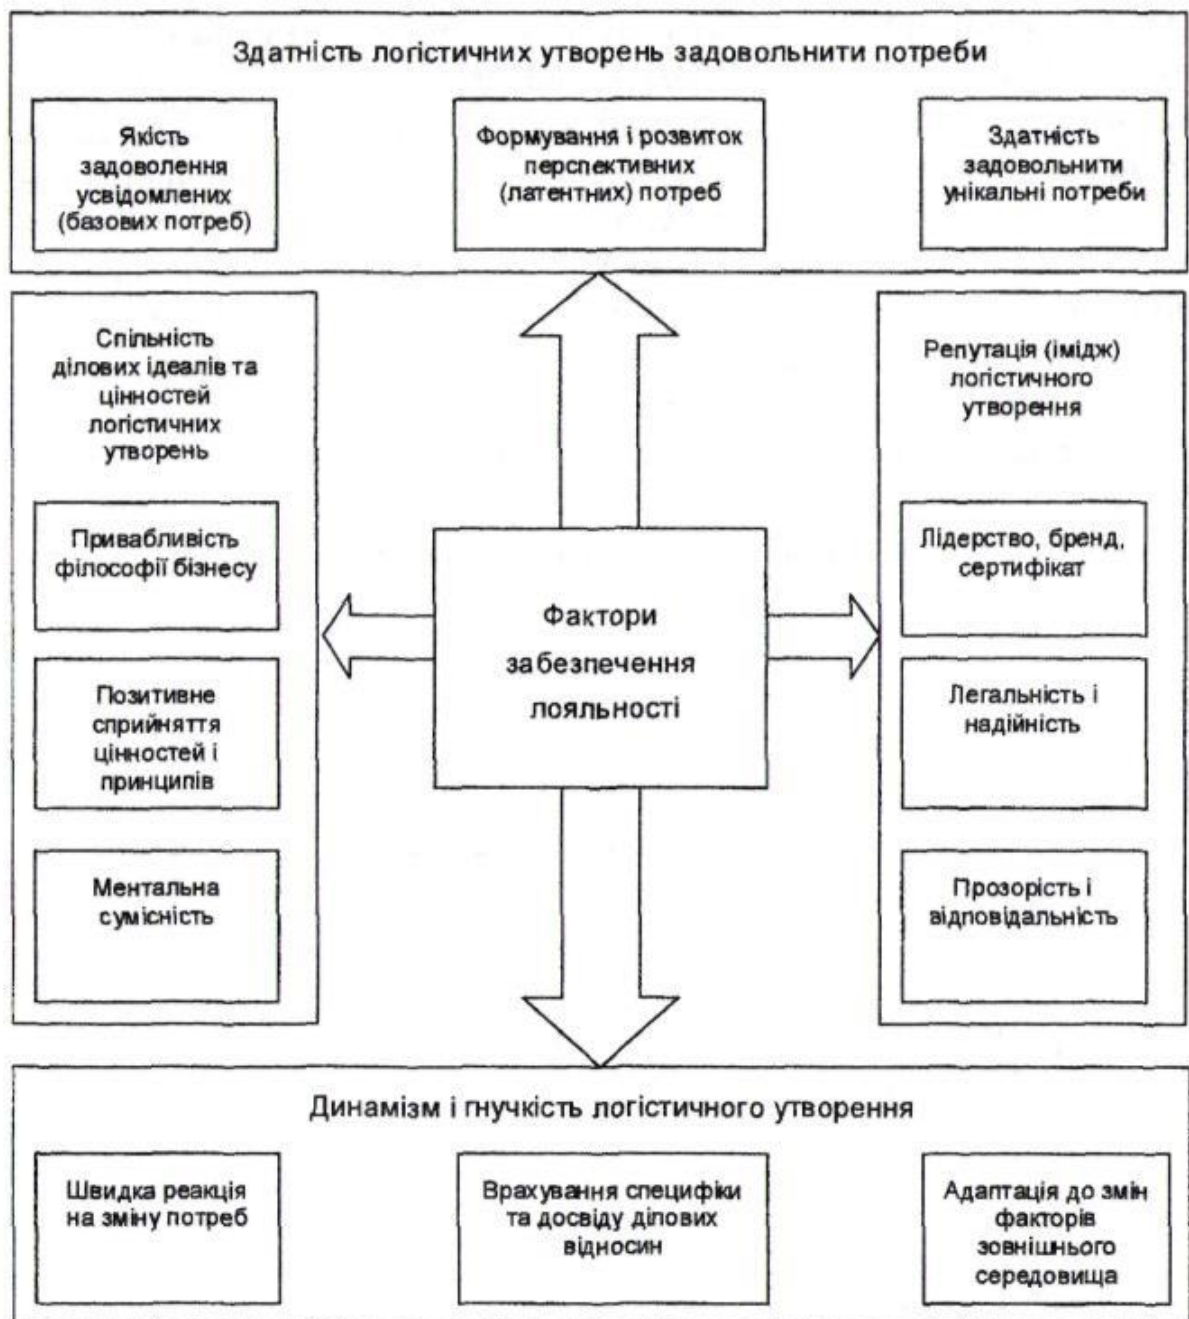 Здатність логістичних утворень задовольнити потреби
Якість
задоволення
усвідомлених
(базових потреб)
Формування і розвиток
перспективних
(латентних) потреб
Здатність
задовольнити
унікальні потреби
Спільність
ділових ідеалів та
цінностей
логістичних
утворень
Привабливість
філософії бізнесу
Позитивне
сприйняття
цінностей і
принципів
Ментальна
сумісність
Фактори
забезпечення
лояльності
Репутація (імідж)
логістичного
утворення
Лідерство, бренд,
сертифікат
Легальність і
надійність
Прозорість і
відповідальність
Динамізм і гнучкість логістичного утворення
Швидка реакція
на зміну потреб
Врахування специфіки
та досвіду ділових
відносин
Адаптація до змін
факторів
зовнішнього
середовища